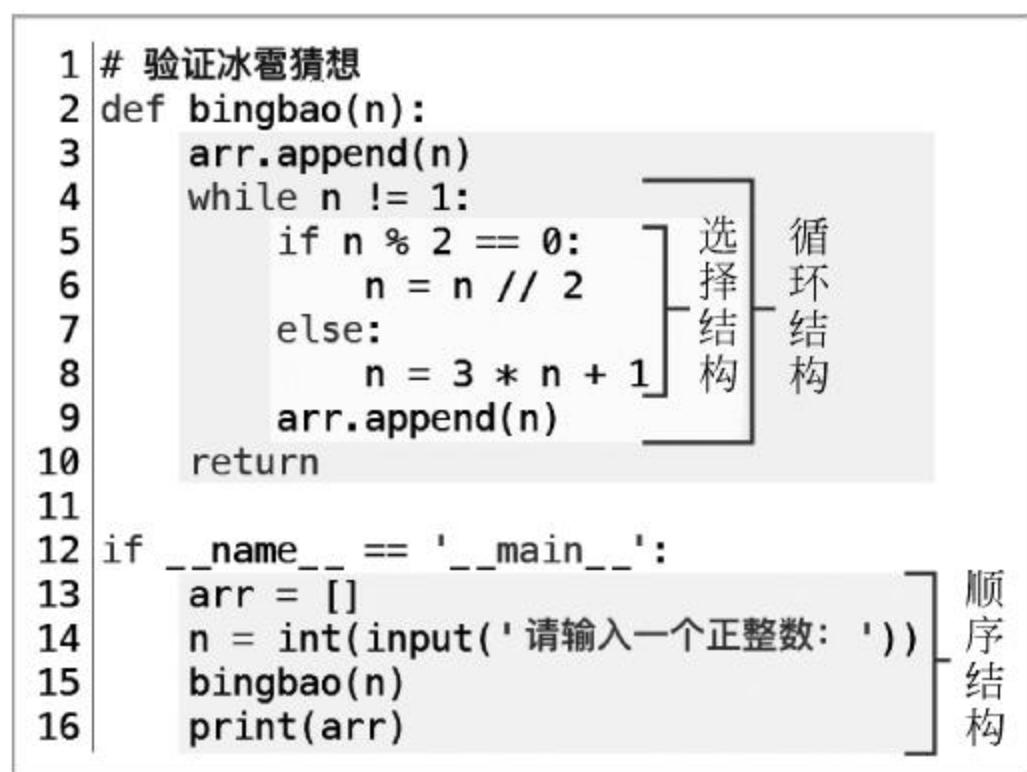 1 # 验证冰雹猜想
2 def bingbao(n):
3     arr.append(n)
4     while n != 1:
5         if n % 2 == 0:
6             n = n // 2
7         else:
8             n = 3 * n + 1
9         arr.append(n)
10     return
11
12 if __name__ == '__main__':
13     arr = []
14     n = int(input('请输入一个正整数: '))
15     bingbao(n)
16     print(arr)
选择结构
循环结构
顺序结构